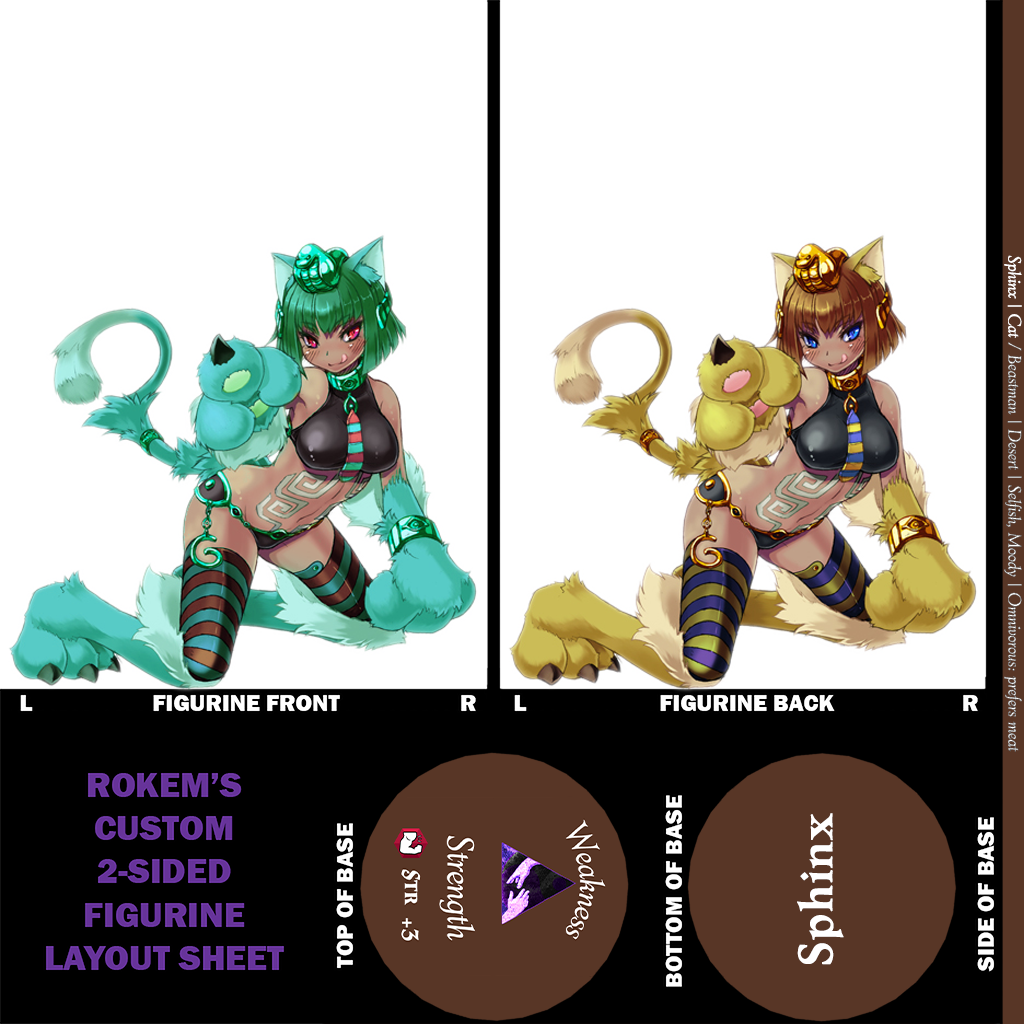 Sphinx | Cat / Beastman | Desert | Selfish, Moody | Omnivorous: prefers meat
L FIGURINE FRONT R
L FIGURINE BACK R
ROKEM'S
CUSTOM
2-SIDED
FIGURINE
LAYOUT SHEET
TOP OF BASE
Weakness
Strength
STR +3
BOTTOM OF BASE
Sphinx
SIDE OF BASE